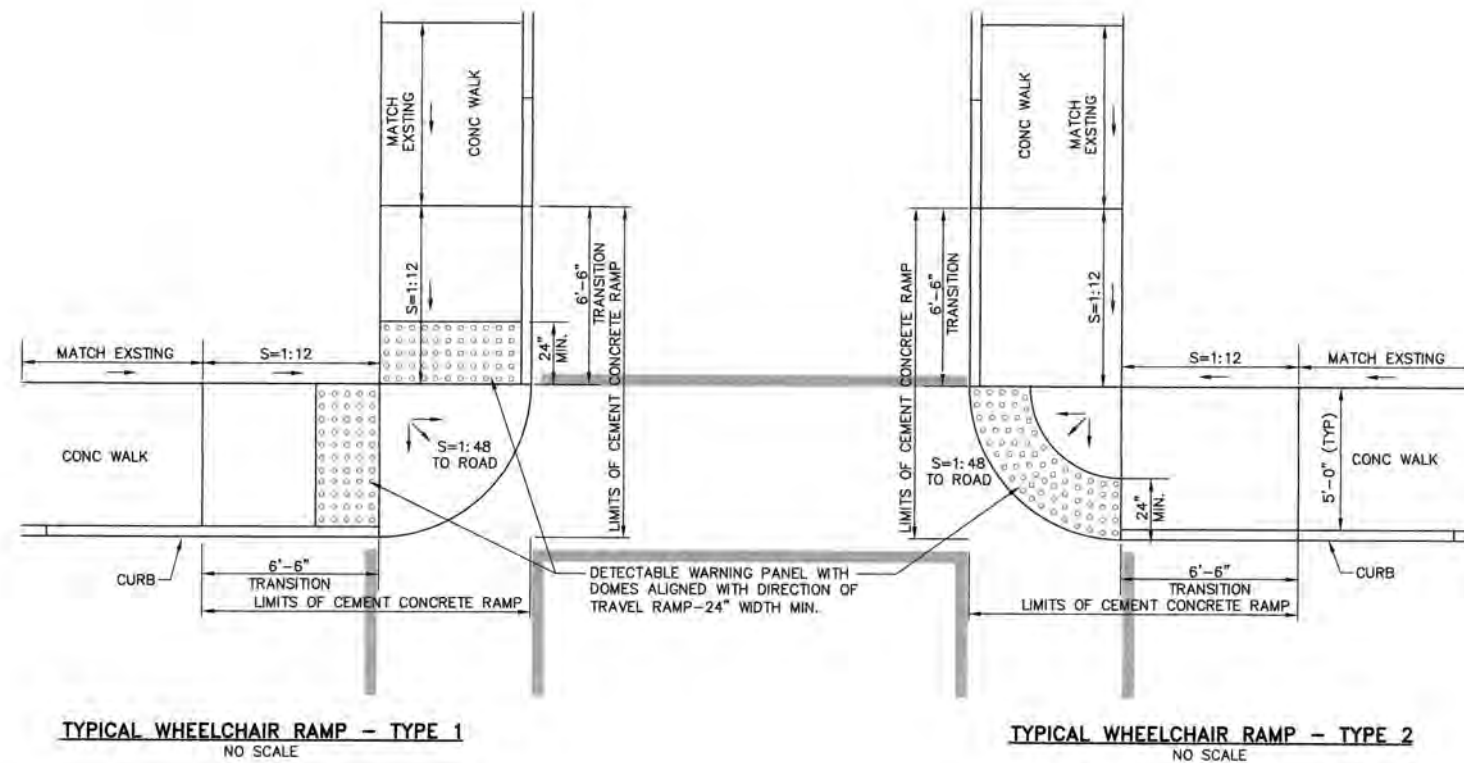 MATCH
EXSTING
CONC WALK
S=1:12
6'-6"
TRANSITION
LIMITS OF CEMENT CONCRETE RAMP
24"
MIN.
MATCH EXSTING
S=1:12
CONC WALK
S=1:48
TO ROAD
CURB
6'-6"
TRANSITION
LIMITS OF CEMENT CONCRETE RAMP
DETECTABLE WARNING PANEL WITH
DOMES ALIGNED WITH DIRECTION OF
TRAVEL RAMP-24" WIDTH MIN.
TYPICAL WHEELCHAIR RAMP - TYPE 1
NO SCALE
CONC WALK
MATCH
EXSTING
LIMITS OF CEMENT CONCRETE RAMP
6'-6"
TRANSITION
S=1:12
S=1:12
MATCH EXSTING
S=1:48
TO ROAD
24"
MIN.
5'-0" (TYP)
CONC WALK
6'-6"
TRANSITION
CURB
LIMITS OF CEMENT CONCRETE RAMP
TYPICAL WHEELCHAIR RAMP - TYPE 2
NO SCALE